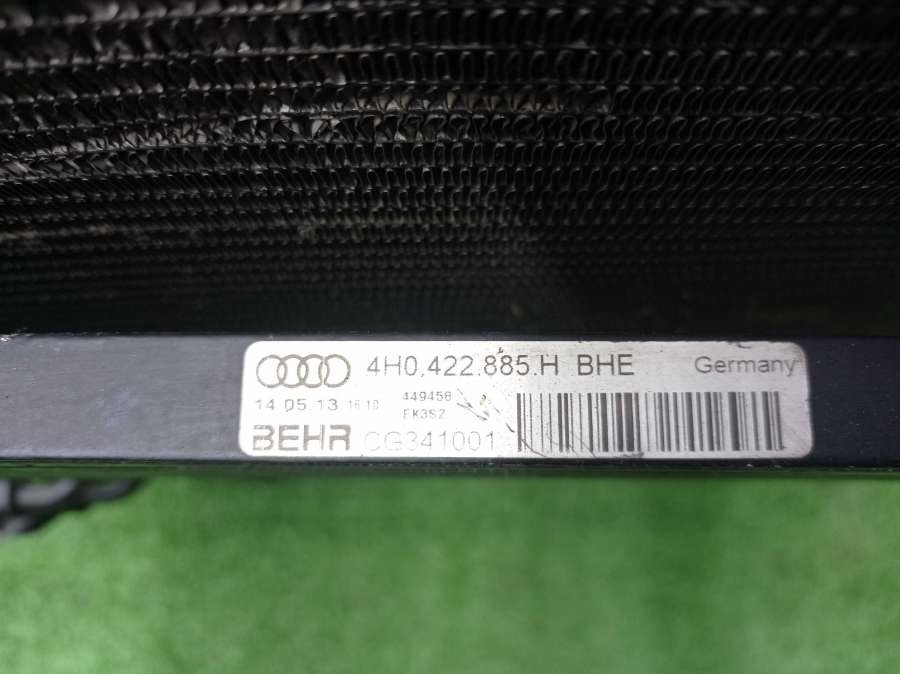 4H0.422.885.H BHE Germany
14 05.13 16:18 449456
EK3S2
BEHR CG341001